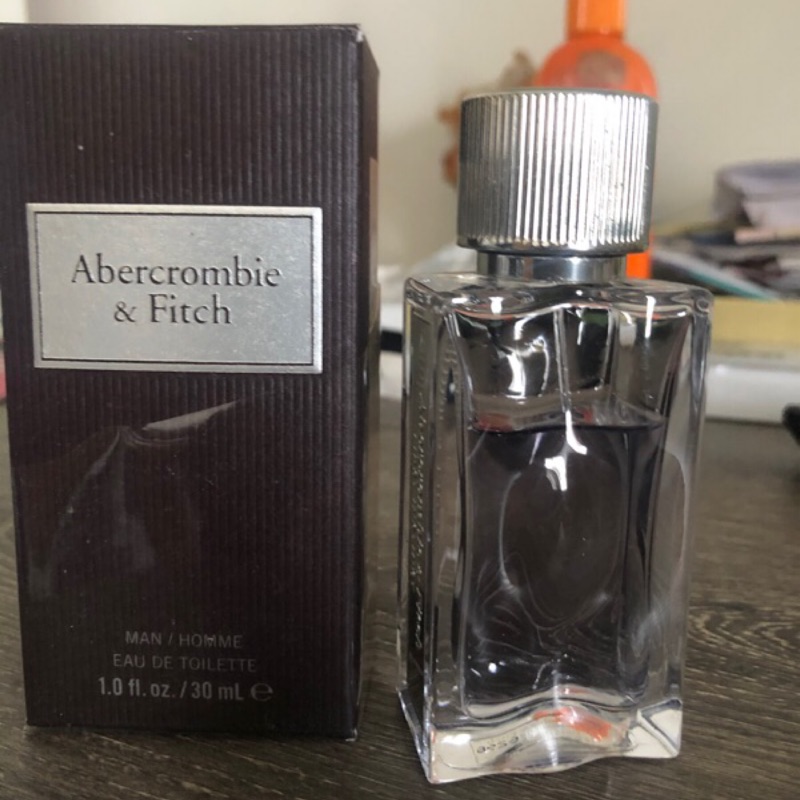 Abercrombie
& Fitch
MAN / HOMME
EAU DE TOILETTE
1.0 fl. oz. / 30 mL ℮